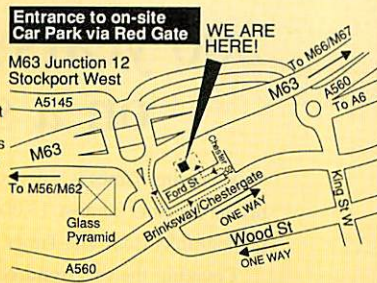 Entrance to on-site
Car Park via Red Gate
WE ARE
HERE!
M63 Junction 12
Stockport West
To M66/M67
M63
A5145
A560
To A6
M63
Chester St
To M56/M62
Ford St
Glass
Pyramid
Brinksway/Chestergate
ONE WAY
King St W
Wood St
ONE WAY
A560